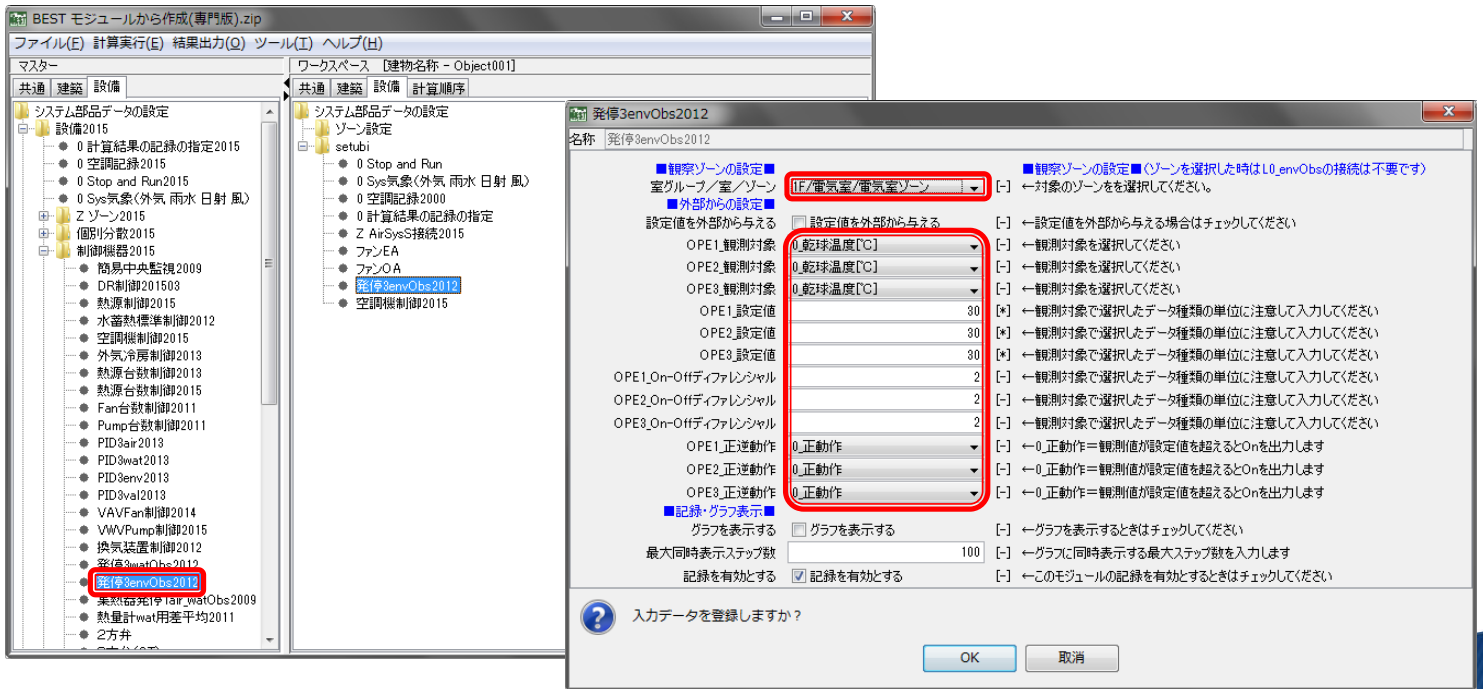 BEST モジュールから作成(専門版).zip
ファイル(F) 計算実行(E) 結果出力(O) ツール(T) ヘルプ(H)
マスター
共通 建築 設備
システム部品データの設定
設備2015
0 計算結果の記録の指定2015
0 空調記録2015
0 Stop and Run2015
0 Sys気象(外気 雨水 日射 風)
Z ゾーン2015
個別分散2015
制御機器2015
簡易中央監視2009
DR制御201503
熱源制御2015
水蓄熱標準制御2012
空調機制御2015
外気冷房制御2013
熱源台数制御2013
熱源台数制御2015
Fan台数制御2011
Pump台数制御2011
PID3air2013
PID3wat2013
PID3env2013
PID3val2013
VAVFan制御2014
VWVPump制御2015
換気装置制御2012
発停3watObs2012
発停3envObs2012
集熱器発停1air_watObs2009
熱量計wat用差平均2011
2方弁
ワークスペース [建物名称 - Object001]
共通 建築 設備 計算順序
システム部品データの設定
ゾーン設定
setubi
0 Stop and Run
0 Sys気象(外気 雨水 日射 風)
0 空調記録2000
0 計算結果の記録の指定
Z AirSysS接続2015
ファンEA
ファンOA
発停3envObs2012
空調機制御2015
発停3envObs2012
名称 発停3envObs2012
■観察ゾーンの設定■ ■観察ゾーンの設定■(ゾーンを選択した時はL0_envObsの接続は不要です)
室グループ/室/ゾーン 1F/電気室/電気室ゾーン [-] ←対象のゾーンをを選択してください。
■外部からの設定■
設定値を外部から与える 設定値を外部から与える [-] ←設定値を外部から与える場合はチェックしてください
OPE1_観測対象 0_乾球温度[℃] [-] ←観測対象を選択してください
OPE2_観測対象 0_乾球温度[℃] [-] ←観測対象を選択してください
OPE3_観測対象 0_乾球温度[℃] [-] ←観測対象を選択してください
OPE1_設定値 30 [*] ←観測対象で選択したデータ種類の単位に注意して入力してください
OPE2_設定値 30 [*] ←観測対象で選択したデータ種類の単位に注意して入力してください
OPE3_設定値 30 [*] ←観測対象で選択したデータ種類の単位に注意して入力してください
OPE1_On-Offディファレンシャル 2 [-] ←観測対象で選択したデータ種類の単位に注意して入力してください
OPE2_On-Offディファレンシャル 2 [-] ←観測対象で選択したデータ種類の単位に注意して入力してください
OPE3_On-Offディファレンシャル 2 [-] ←観測対象で選択したデータ種類の単位に注意して入力してください
OPE1_正逆動作 0_正動作 [-] ←0_正動作=観測値が設定値を超えるとOnを出力します
OPE2_正逆動作 0_正動作 [-] ←0_正動作=観測値が設定値を超えるとOnを出力します
OPE3_正逆動作 0_正動作 [-] ←0_正動作=観測値が設定値を超えるとOnを出力します
■記録・グラフ表示■
グラフを表示する グラフを表示する [-] ←グラフを表示するときはチェックしてください
最大同時表示ステップ数 100 [-] ←グラフに同時表示する最大ステップ数を入力します
記録を有効とする 記録を有効とする [-] ←このモジュールの記録を有効とするときはチェックしてください
入力データを登録しますか?
OK 取消